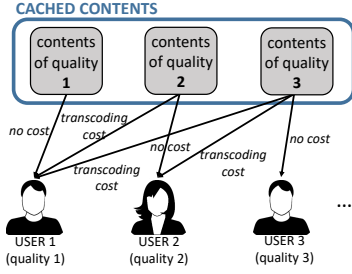 CACHED CONTENTS
contents of quality 1
contents of quality 2
contents of quality 3
no cost
transcoding cost
no cost
transcoding cost
no cost
transcoding cost
...
USER 1
(quality 1)
USER 2
(quality 2)
USER 3
(quality 3)